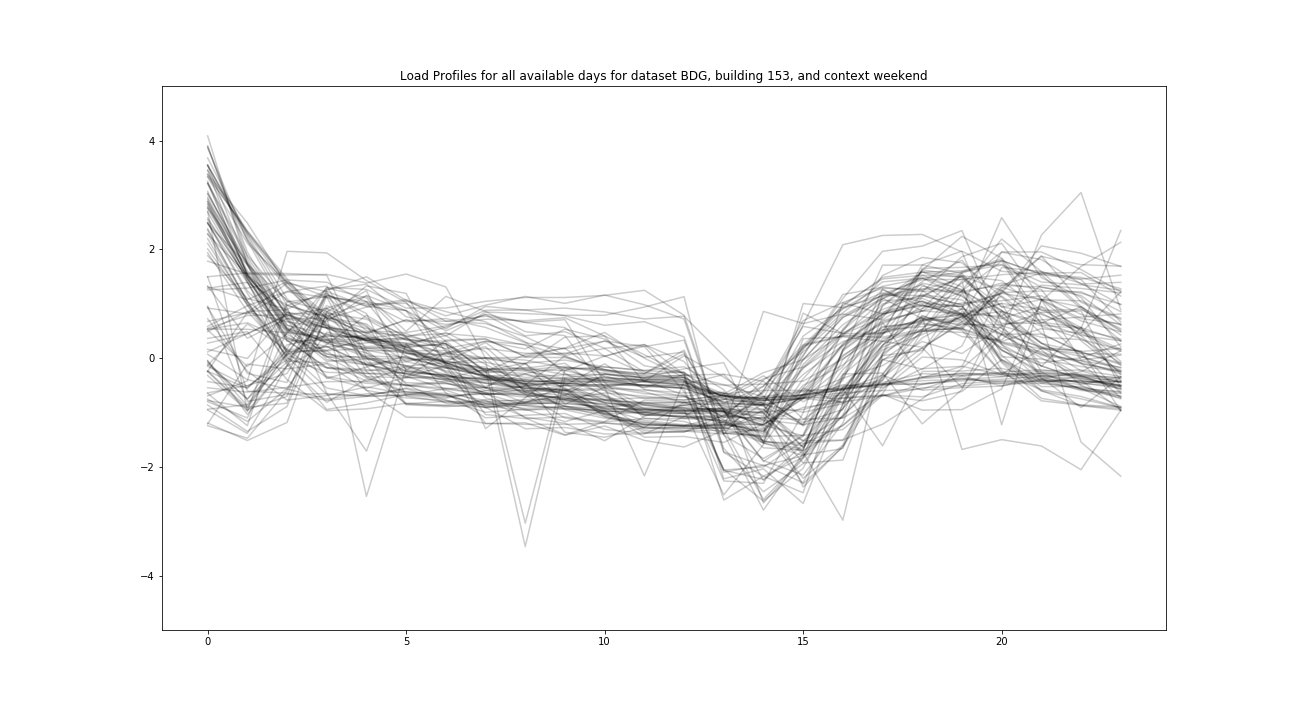 Load Profiles for all available days for dataset BDG, building 153, and context weekend
4
2
0
−2
−4
0 5 10 15 20